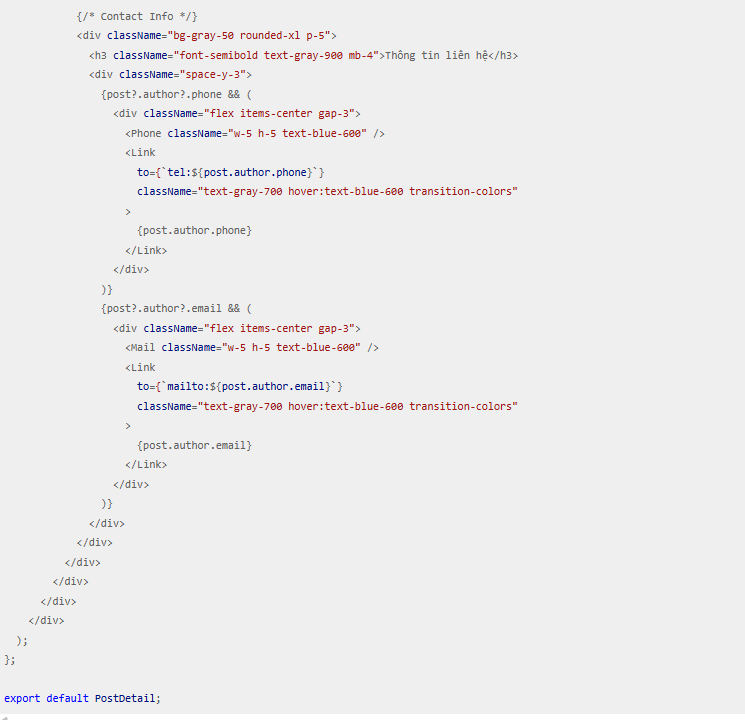 {/* Contact Info */}
<div className="bg-gray-50 rounded-xl p-5">
<h3 className="font-semibold text-gray-900 mb-4">Thông tin liên hệ</h3>
<div className="space-y-3">
{post?.author?.phone && (
<div className="flex items-center gap-3">
<Phone className="w-5 h-5 text-blue-600" />
<Link
to={`tel:${post.author.phone}`}
className="text-gray-700 hover:text-blue-600 transition-colors"
>
{post.author.phone}
</Link>
</div>
)}
{post?.author?.email && (
<div className="flex items-center gap-3">
<Mail className="w-5 h-5 text-blue-600" />
<Link
to={`mailto:${post.author.email}`}
className="text-gray-700 hover:text-blue-600 transition-colors"
>
{post.author.email}
</Link>
</div>
)}
</div>
</div>
</div>
</div>
</div>
</div>
);
};
export default PostDetail;